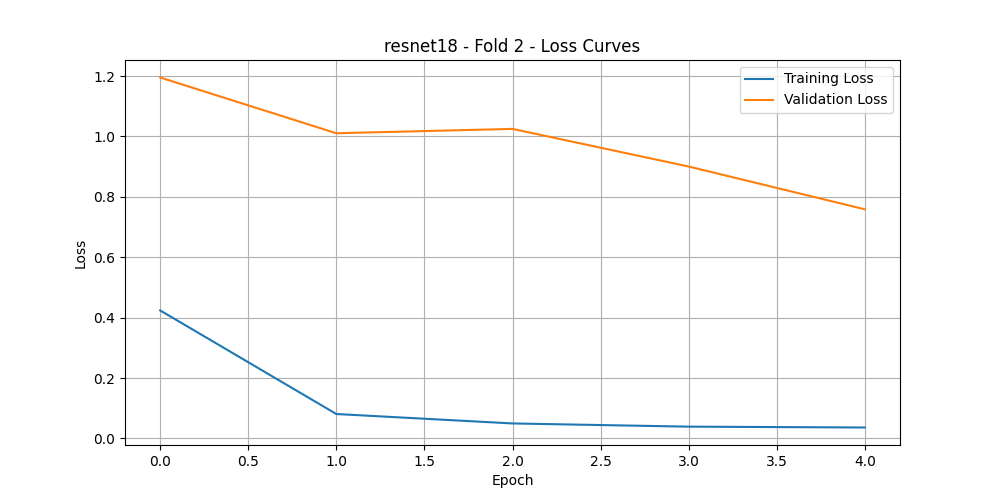 resnet18 - Fold 2 - Loss Curves
Training Loss
Validation Loss
1.2
1.0
0.8
0.6
0.4
0.2
0.0
Loss
0.0 0.5 1.0 1.5 2.0 2.5 3.0 3.5 4.0
Epoch